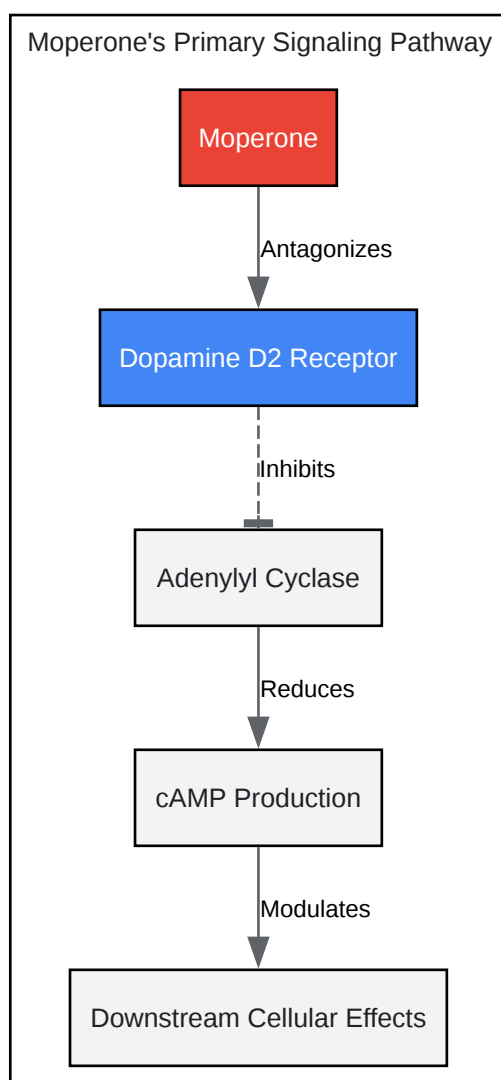 Moperone's Primary Signaling Pathway
Moperone
Antagonizes
Dopamine D2 Receptor
Inhibits
Adenylyl Cyclase
Reduces
cAMP Production
Modulates
Downstream Cellular Effects